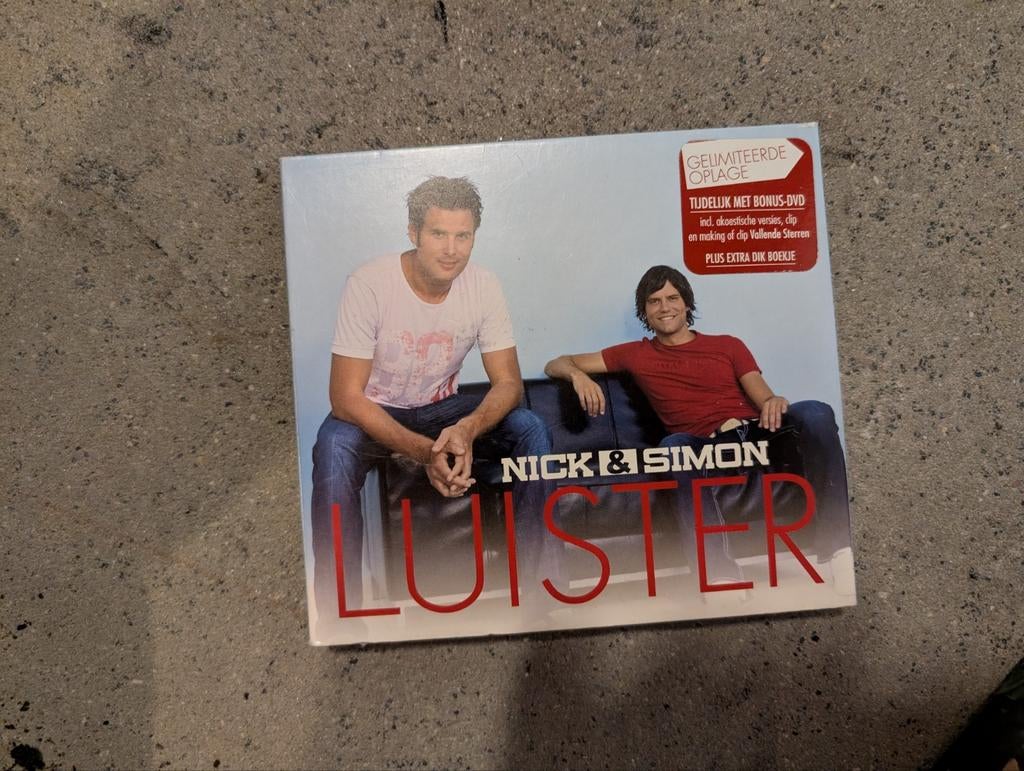 GELIMITEERDE
OPLAGE
TIJDELIJK MET BONUS-DVD
incl. akoestische versies, clip
en making of clip Vallende Sterren
PLUS EXTRA DIK BOEKJE
NICK & SIMON
LUISTER